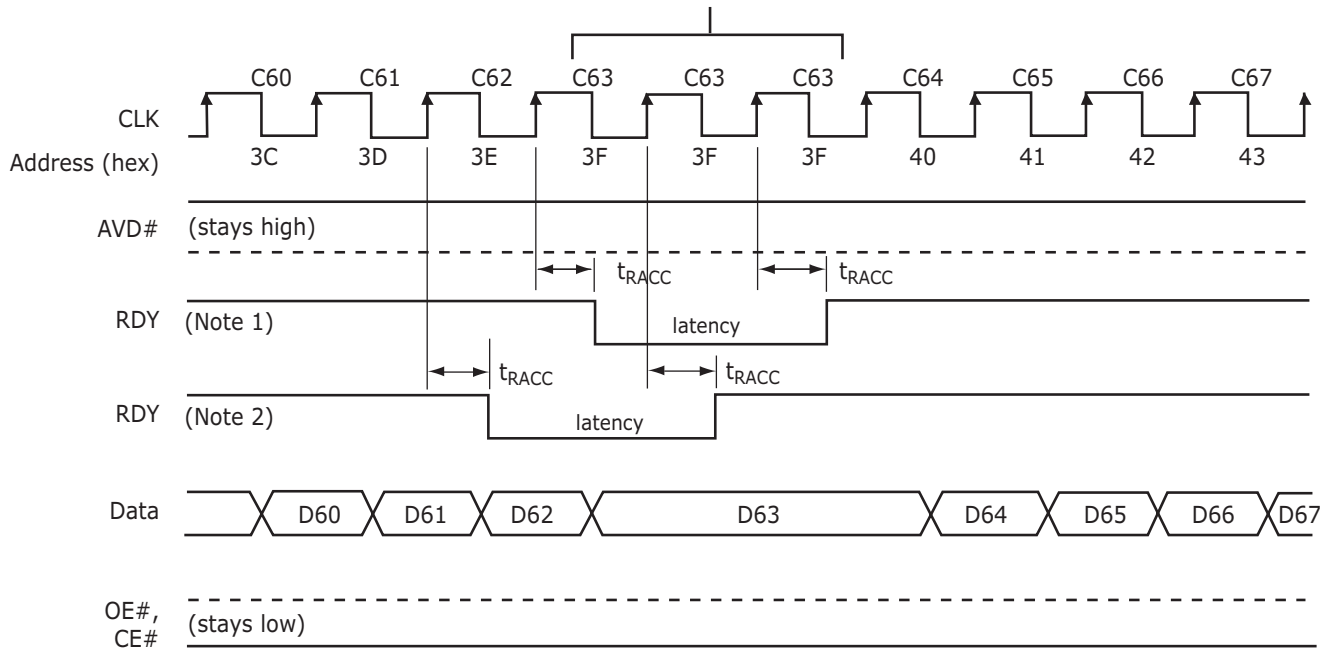 C60 C61 C62 C63 C63 C63 C64 C65 C66 C67
CLK
Address (hex) 3C 3D 3E 3F 3F 3F 40 41 42 43
AVD# (stays high)
tRACC tRACC
RDY (Note 1) latency
tRACC tRACC
RDY (Note 2) latency
Data D60 D61 D62 D63 D64 D65 D66 D67
OE#,
CE# (stays low)